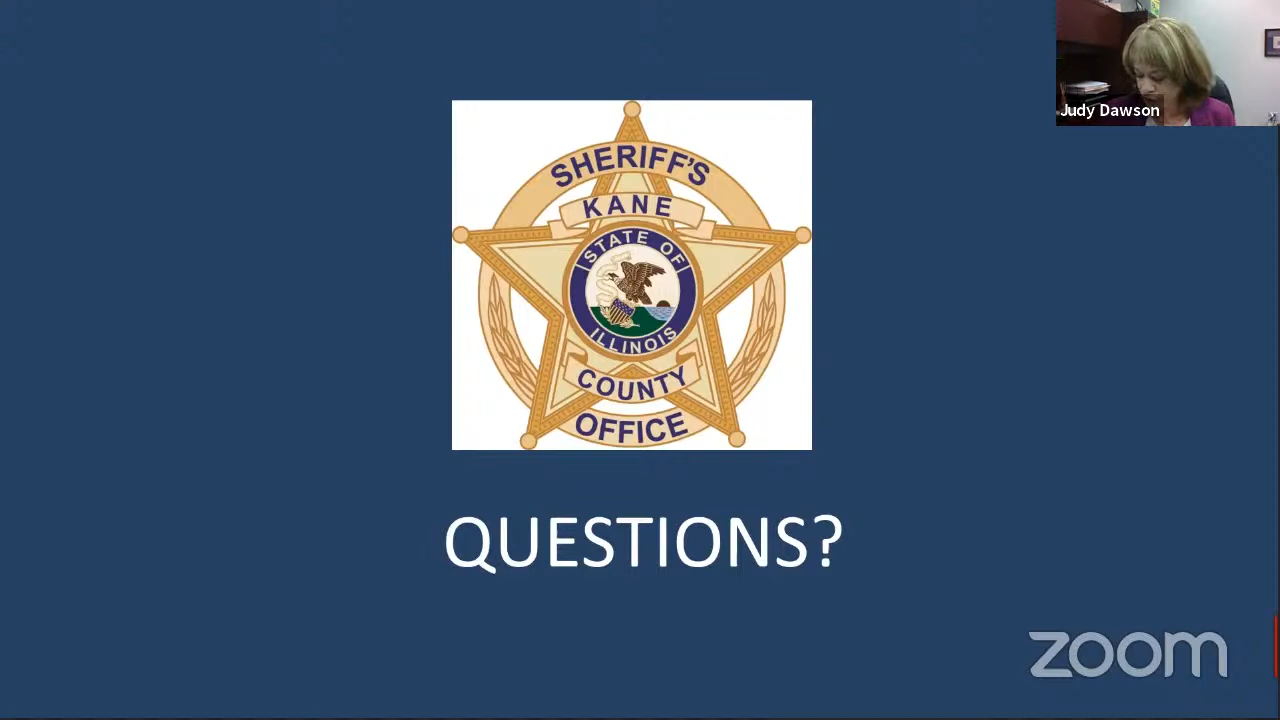 Judy Dawson
SHERIFF'S
KANE
STATE OF
ILLINOIS
COUNTY
OFFICE
QUESTIONS?
zoom